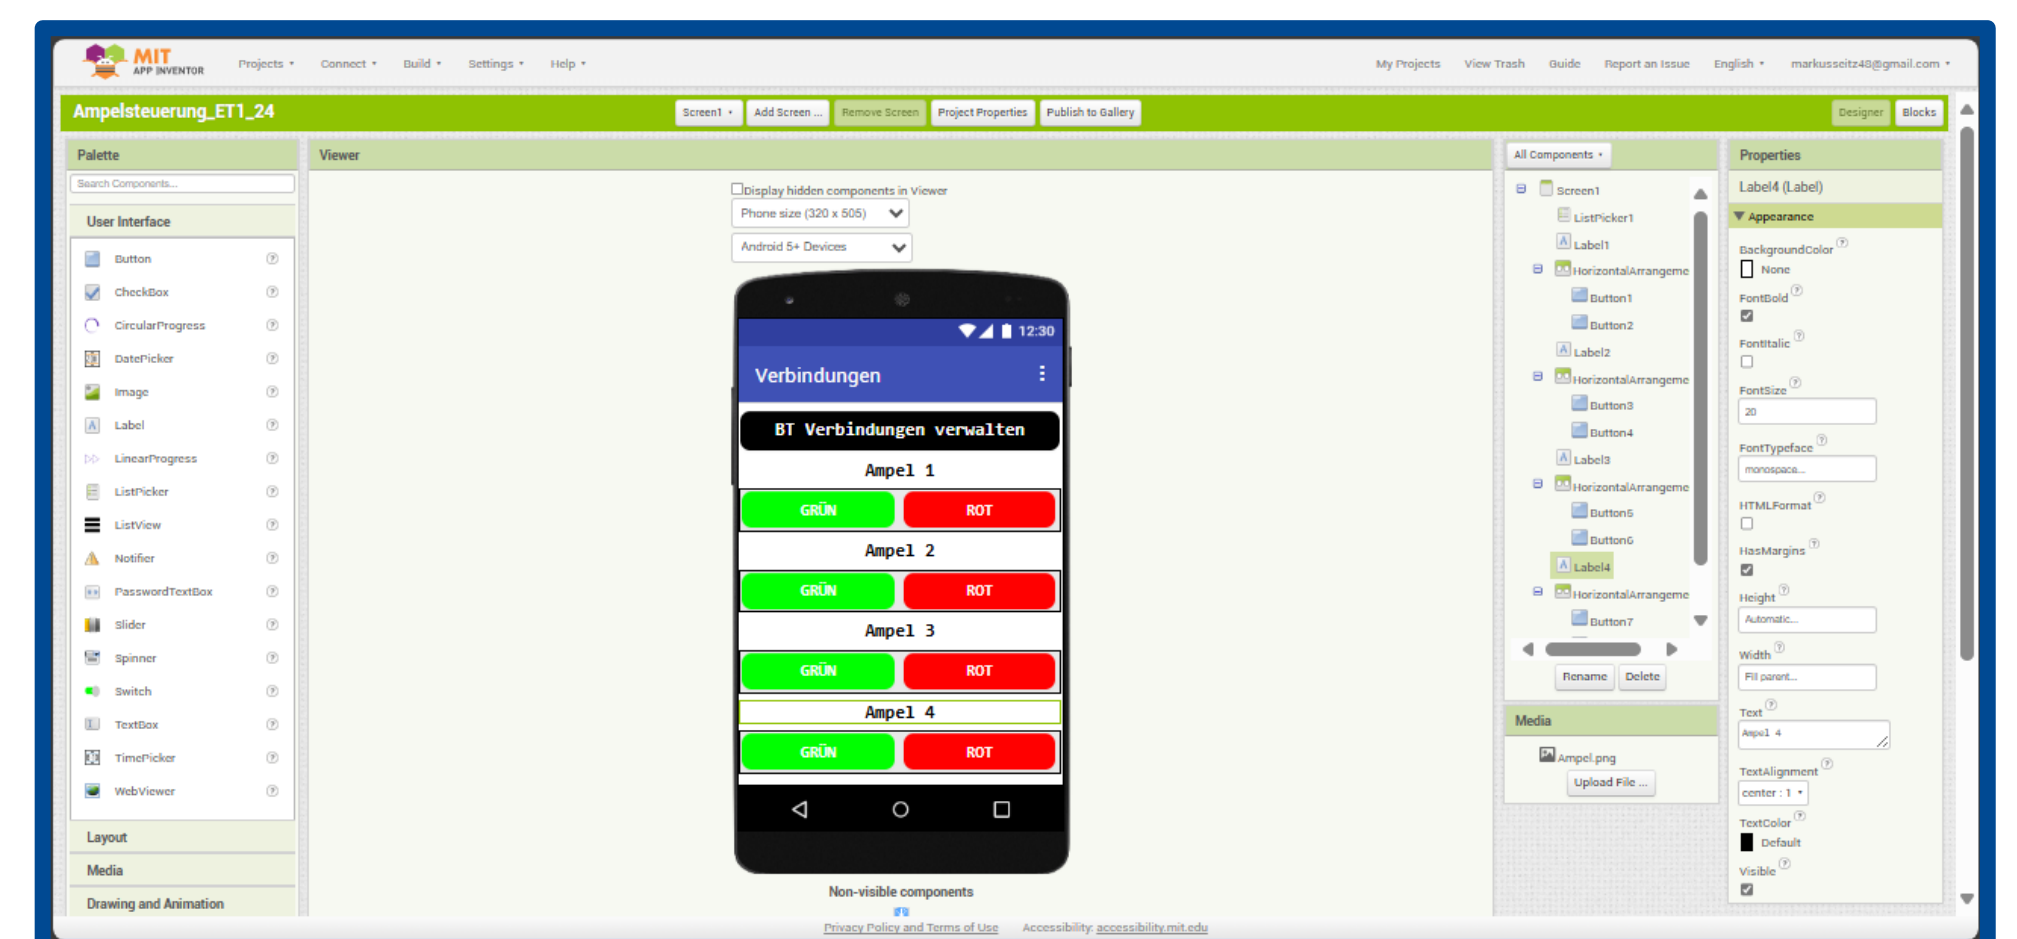 MIT
APP INVENTOR
Projects Connect Build Settings Help My Projects View Trash Guide Report an Issue English markusseitz48@gmail.com
Ampelsteuerung_ET1_24
Screen1 Add Screen ... Remove Screen Project Properties Publish to Gallery
Designer Blocks
Palette
Search Components...
User Interface
Button
CheckBox
CircularProgress
DatePicker
Image
Label
LinearProgress
ListPicker
ListView
Notifier
PasswordTextBox
Slider
Spinner
Switch
TextBox
TimePicker
WebViewer
Layout
Media
Drawing and Animation
Viewer
Display hidden components in Viewer
Phone size (320 x 505)
Android 5+ Devices
12:30
Verbindungen
BT Verbindungen verwalten
Ampel 1
GRÜN ROT
Ampel 2
GRÜN ROT
Ampel 3
GRÜN ROT
Ampel 4
GRÜN ROT
Non-visible components
All Components
Screen1
ListPicker1
Label1
HorizontalArrangeme
Button1
Button2
Label2
HorizontalArrangeme
Button3
Button4
Label3
HorizontalArrangeme
Button5
Button6
Label4
HorizontalArrangeme
Button7
Rename Delete
Media
Ampel.png
Upload File ...
Properties
Label4 (Label)
Appearance
BackgroundColor
None
FontBold
FontItalic
FontSize
20
FontTypeface
monospace...
HTMLFormat
HasMargins
Height
Automatic...
Width
Fill parent...
Text
Ampel 4
TextAlignment
center : 1
TextColor
Default
Visible
Privacy Policy and Terms of Use Accessibility: accessibility.mit.edu